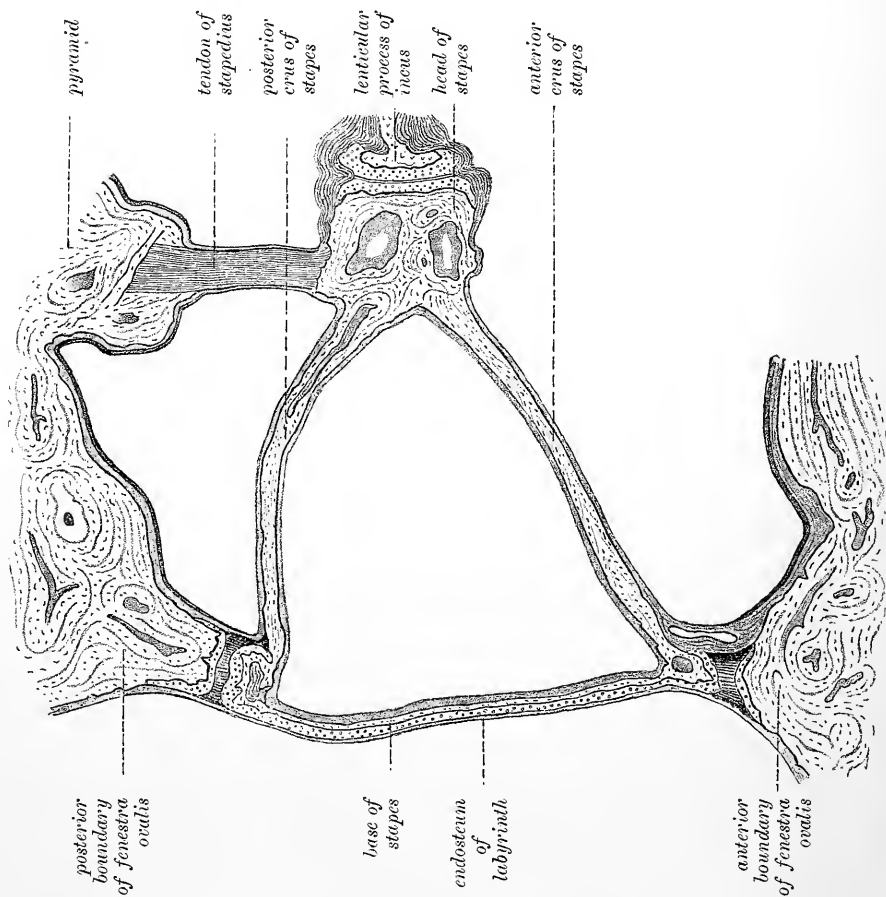 pyramid
tendon of
stapedius
posterior
crus of
stapes
lenticular
process of
incus
head of
stapes
anterior
crus of
stapes
posterior
boundary
of fenestra
ovalis
base of
stapes
endosteum
of
labyrinth
anterior
boundary
of fenestra
ovalis